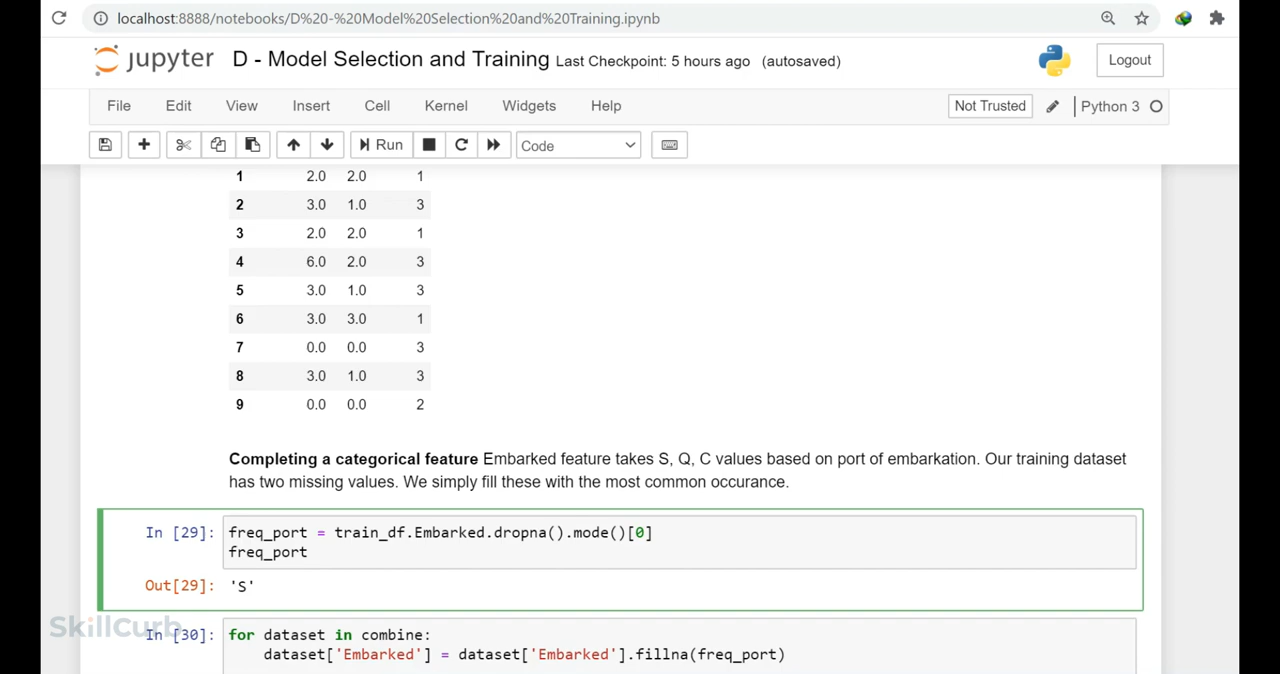 localhost:8888/notebooks/D%20-%20Model%20Selection%20and%20Training.ipynb
jupyter D - Model Selection and Training Last Checkpoint: 5 hours ago (autosaved) Logout
File Edit View Insert Cell Kernel Widgets Help Not Trusted Python 3
Run Code
1 2.0 2.0 1
2 3.0 1.0 3
3 2.0 2.0 1
4 6.0 2.0 3
5 3.0 1.0 3
6 3.0 3.0 1
7 0.0 0.0 3
8 3.0 1.0 3
9 0.0 0.0 2
Completing a categorical feature Embarked feature takes S, Q, C values based on port of embarkation. Our training dataset
has two missing values. We simply fill these with the most common occurance.
In [29]: freq_port = train_df.Embarked.dropna().mode()[0]
freq_port
Out[29]: 'S'
SkillCurb
In [30]: for dataset in combine:
dataset['Embarked'] = dataset['Embarked'].fillna(freq_port)